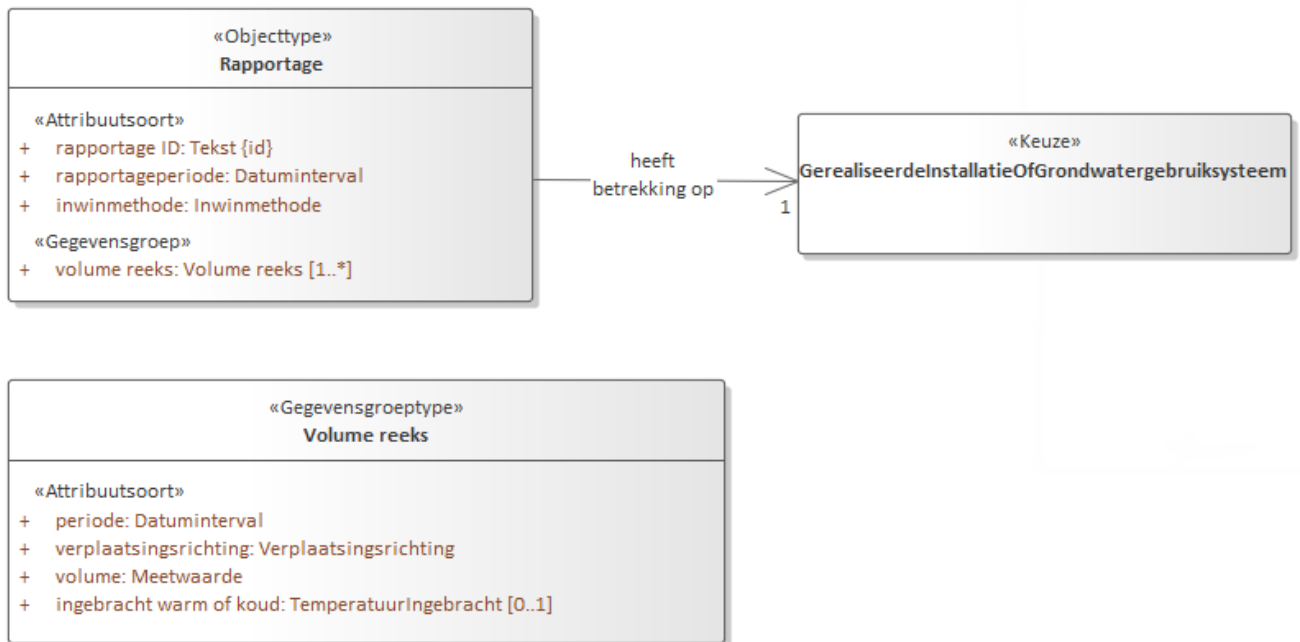 «Objecttype»
Rapportage
«Attribuutsoort»
+ rapportage ID: Tekst {id}
+ rapportageperiode: Datuminterval
+ inwinmethode: Inwinmethode
«Gegevensgroep»
+ volume reeks: Volume reeks [1..*]
heeft
betrekking op
1
«Keuze»
GerealiseerdeInstallatieOfGrondwatergebruiksysteem
«Gegevensgroeptype»
Volume reeks
«Attribuutsoort»
+ periode: Datuminterval
+ verplaatsingsrichting: Verplaatsingsrichting
+ volume: Meetwaarde
+ ingebracht warm of koud: TemperatuurIngebracht [0..1]